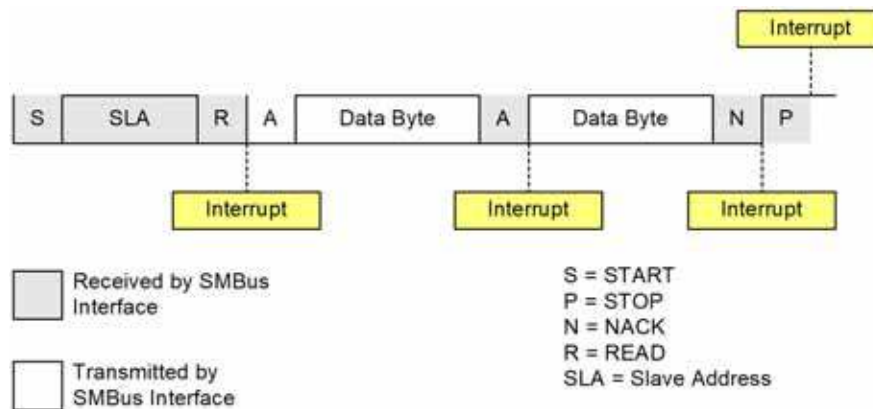 Interrupt
S SLA R A Data Byte A Data Byte N P
Interrupt Interrupt Interrupt
Received by SMBus
Interface
Transmitted by
SMBus Interface
S = START
P = STOP
N = NACK
R = READ
SLA = Slave Address